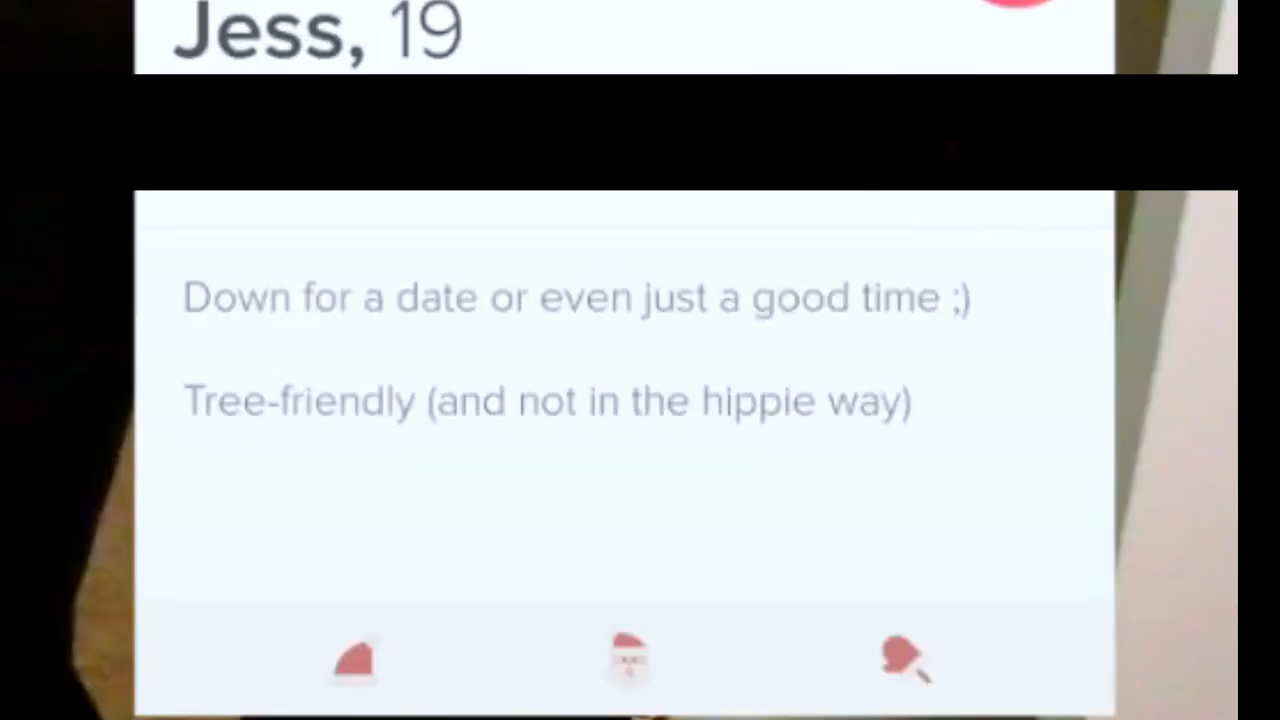 Jess, 19
Down for a date or even just a good time ;)
Tree-friendly (and not in the hippie way)